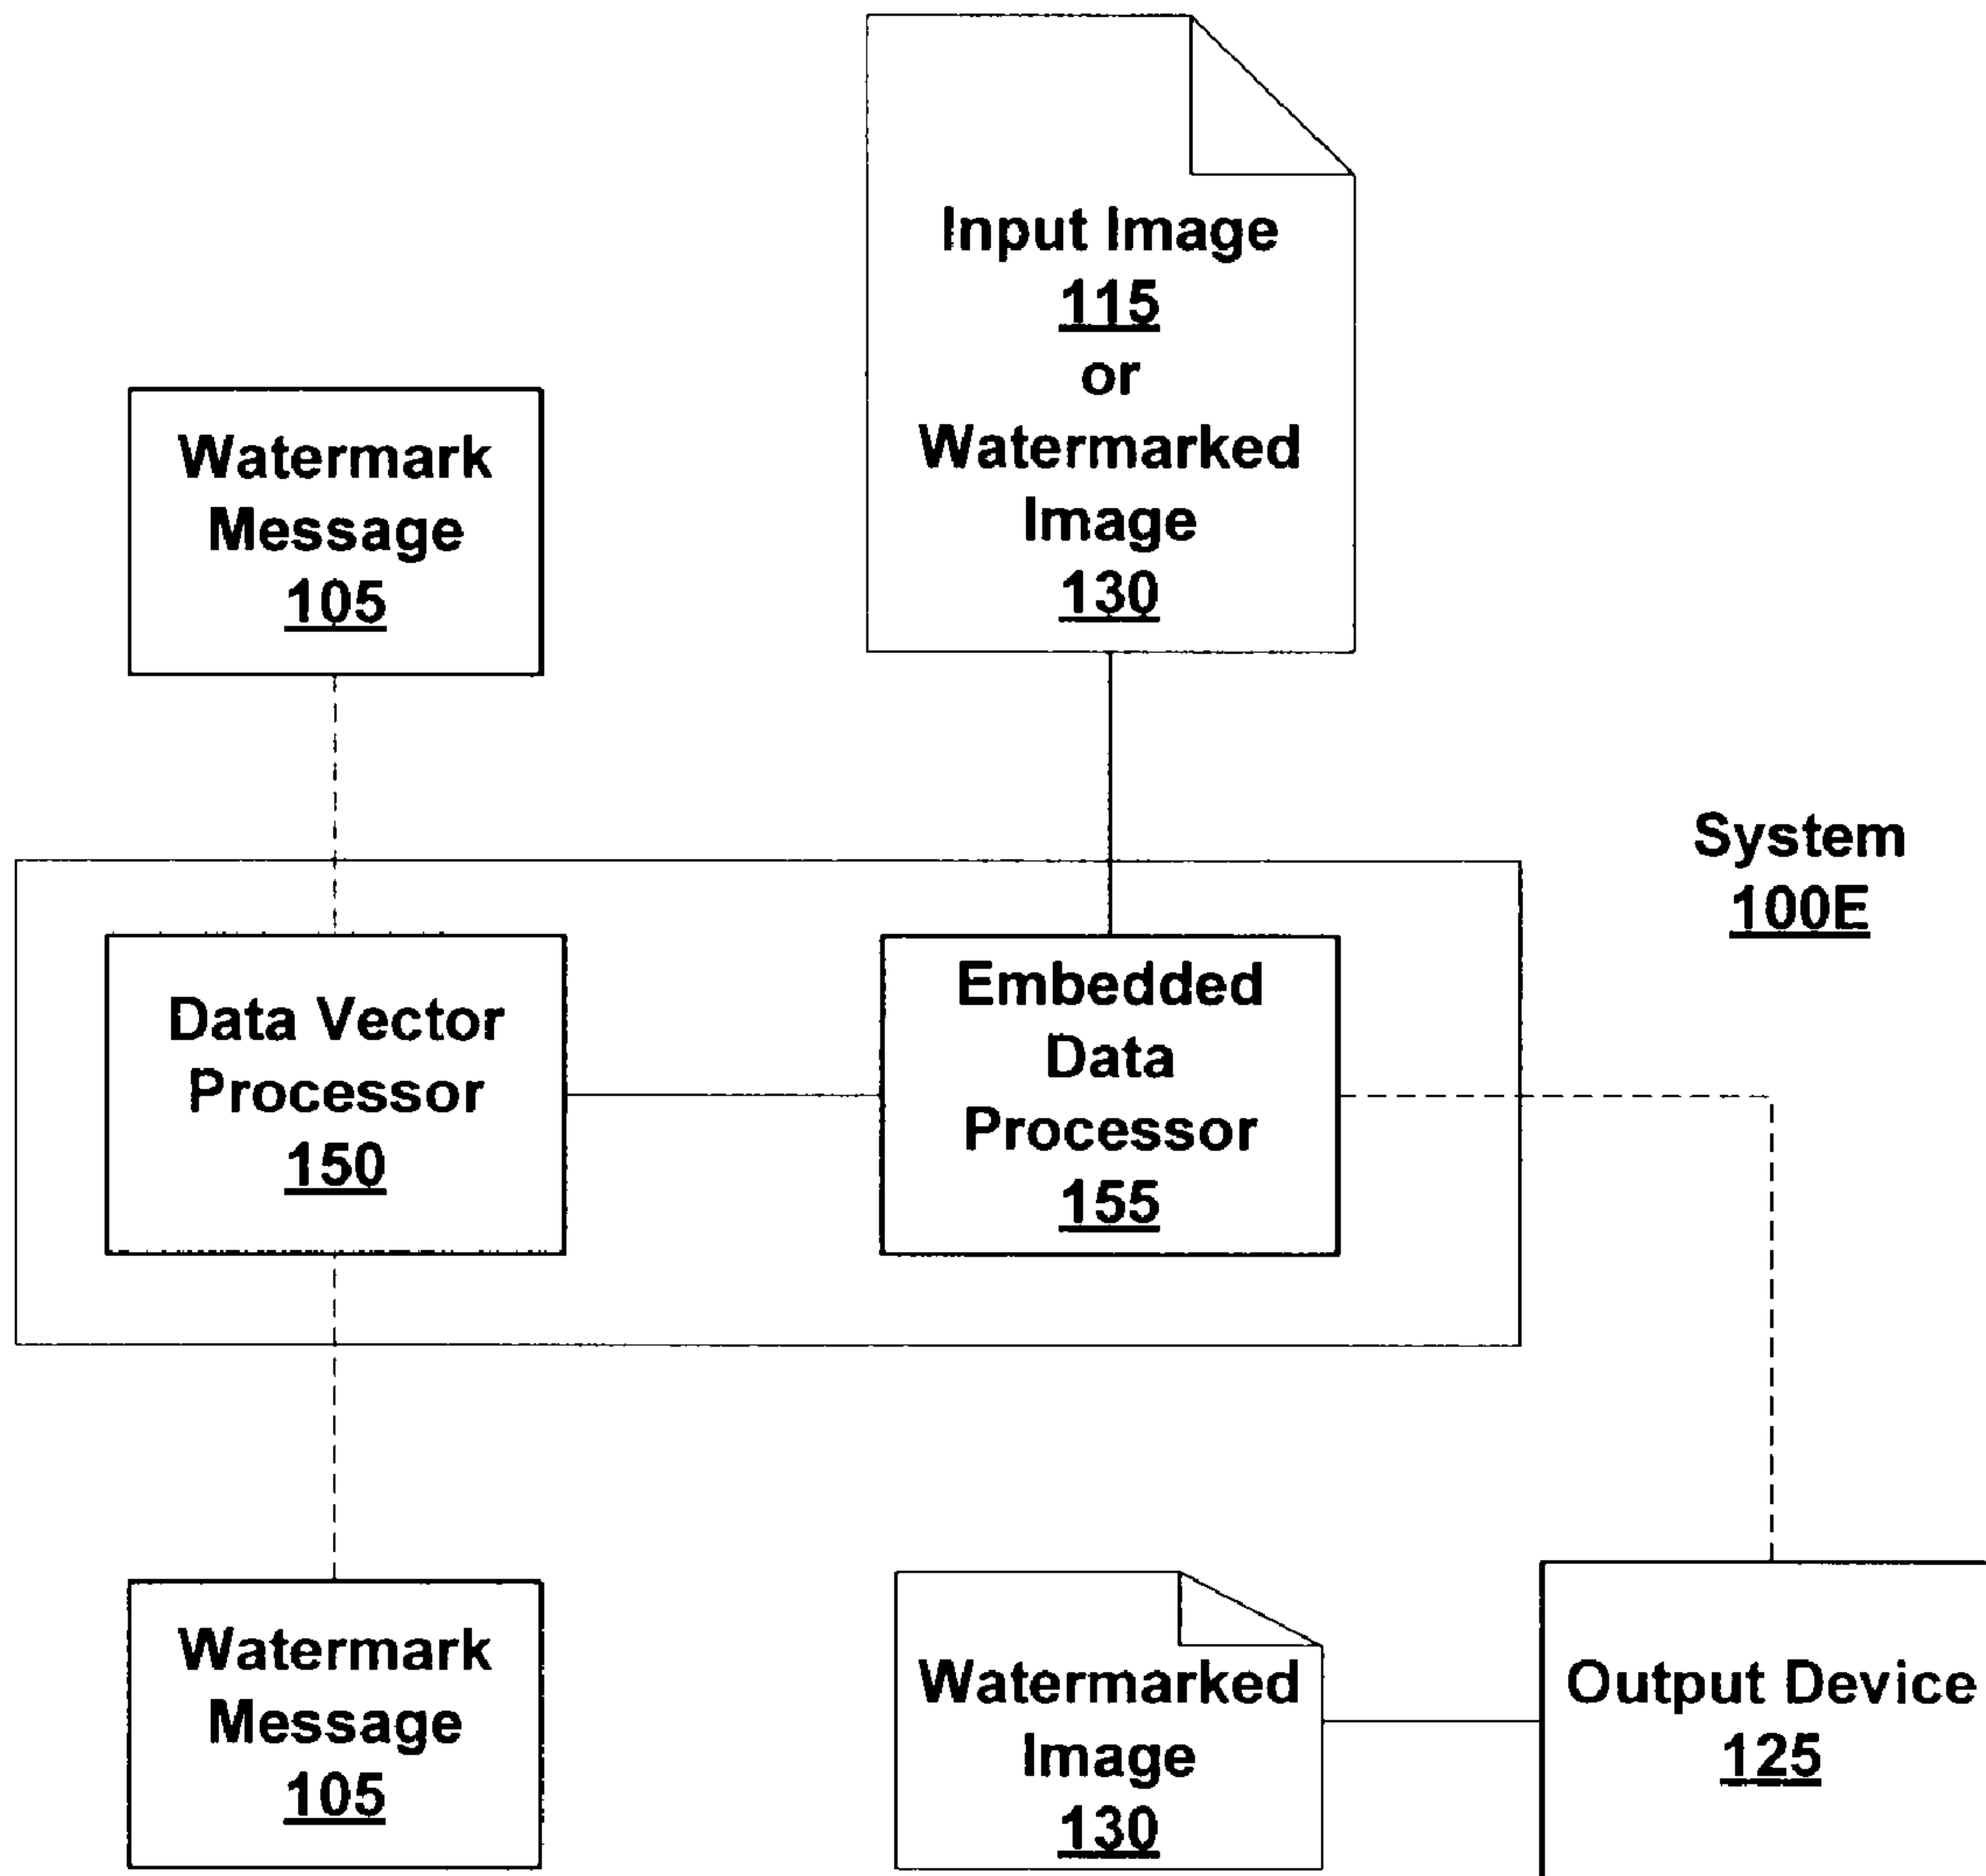 Input Image
115
or
Watermarked
Image
130
Watermark
Message
105
System
100E
Data Vector
Processor
150
Embedded
Data
Processor
155
Watermark
Message
105
Watermarked
Image
130
Output Device
125